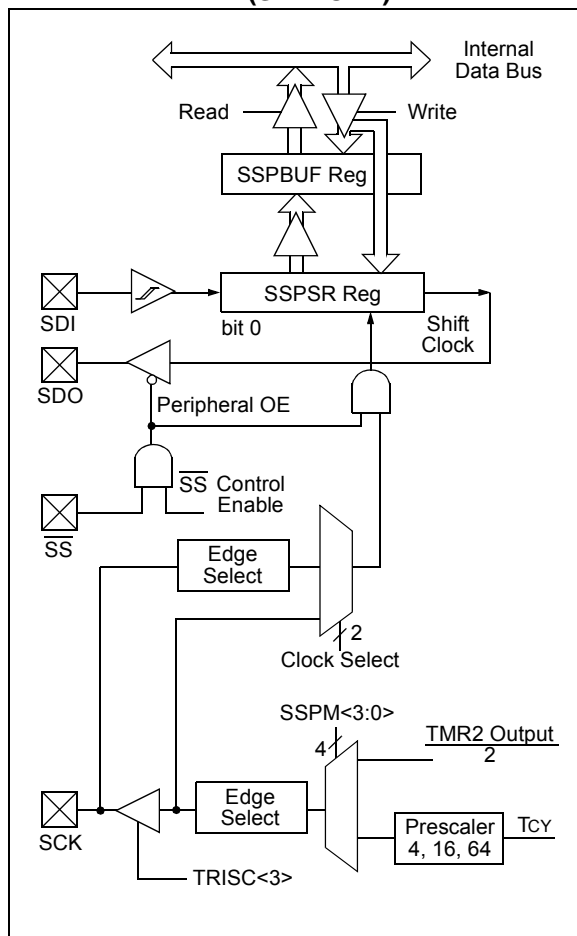 Internal
Data Bus
Read
Write
SSPBUF Reg
SSPSR Reg
SDI
bit 0
Shift
Clock
SDO
Peripheral OE
SS Control
Enable
SS
Edge
Select
2
Clock Select
SSPM<3:0>
4
TMR2 Output
2
Edge
Select
Prescaler
4, 16, 64
TCY
SCK
TRISC<3>